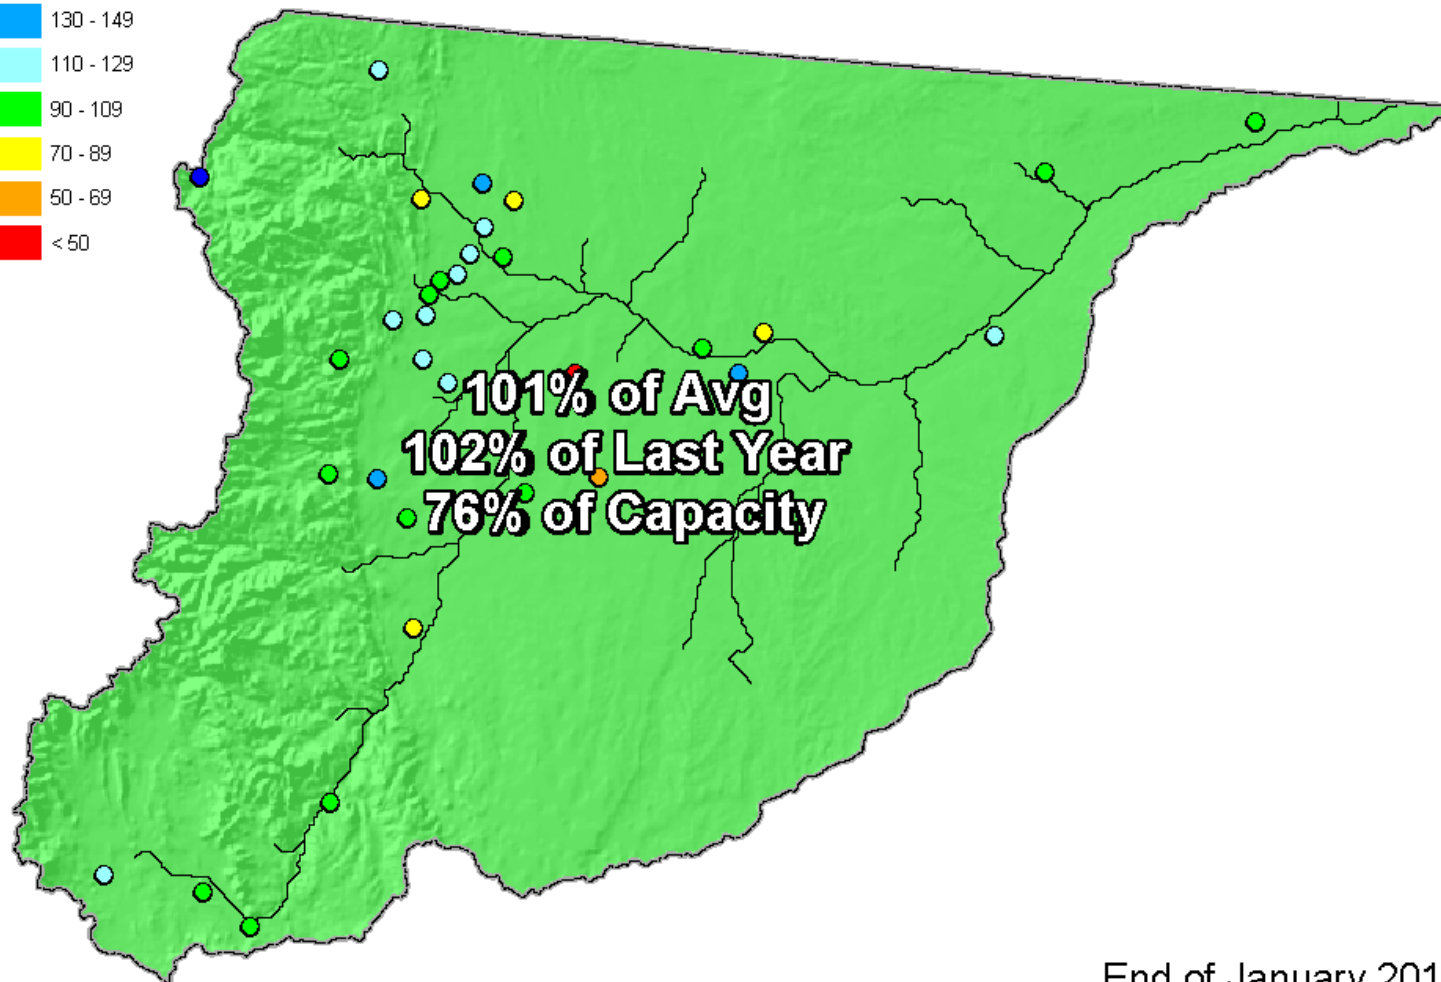 130 - 149
110 - 129
90 - 109
70 - 89
50 - 69
< 50
101% of Avg
102% of Last Year
76% of Capacity
End of January 201